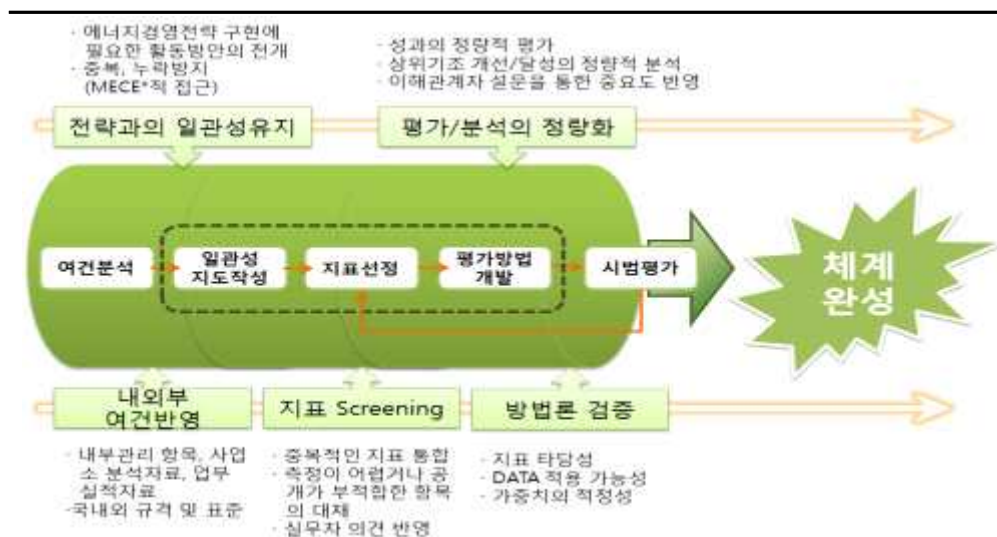 · 에너지경영전략 구현에
필요한 활동방안의 전개
· 중복, 누락방지
(MECE*적 접근)
· 성과의 정량적 평가
· 상위기조 개선/달성의 정량적 분석
· 이해관계자 설문을 통한 중요도 반영
전략과의 일관성유지
평가/분석의 정량화
여건분석
일관성
지도작성
지표선정
평가방법
개발
시범평가
체계
완성
내외부
여건반영
지표 Screening
방법론 검증
· 내부관리 항목, 사업
소 분석자료, 업무
실적자료
·국내외 규격 및 표준
· 중복적인 지표 통합
· 측정이 어렵거나 공
개가 부적합한 항목
의 대체
· 실무자 의견 반영
· 지표 타당성
· DATA 적용 가능성
· 가중치의 적정성